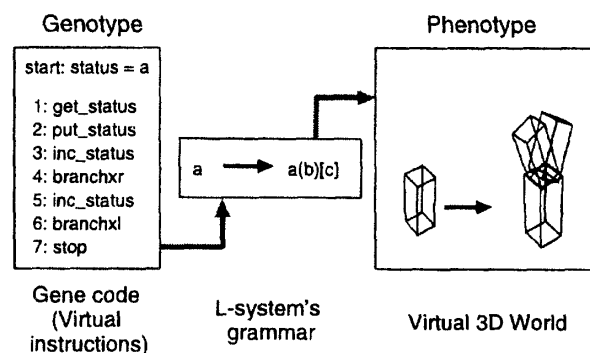 Genotype
Phenotype
start: status = a
1: get_status
2: put_status
3: inc_status
4: branchxr
5: inc_status
6: branchxl
7: stop
a
a(b)[c]
Gene code
(Virtual
instructions)
L-system's
grammar
Virtual 3D World